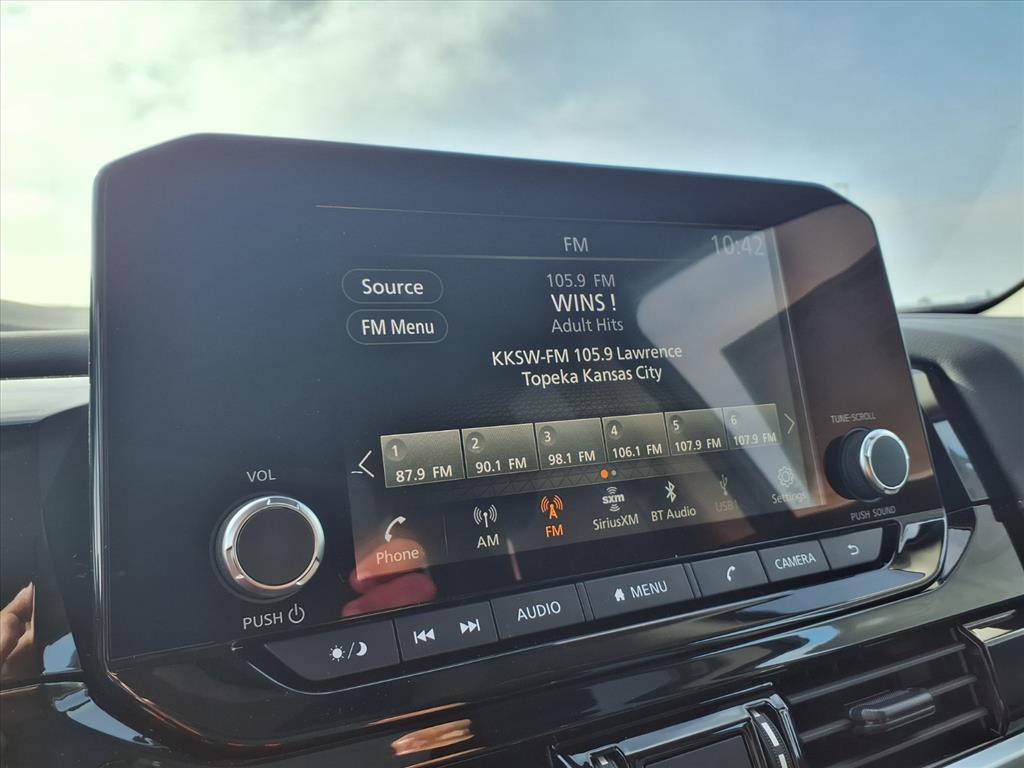 FM
10:42
Source
105.9 FM
WINS !
FM Menu
Adult Hits
KKSW-FM 105.9 Lawrence
Topeka Kansas City
1
87.9 FM
2
90.1 FM
3
98.1 FM
4
106.1 FM
5
107.9 FM
6
107.9 FM
Phone
AM
FM
sxm
SiriusXM
BT Audio
USB1
Settings
VOL
PUSH
TUNE·SCROLL
PUSH SOUND
AUDIO
MENU
CAMERA